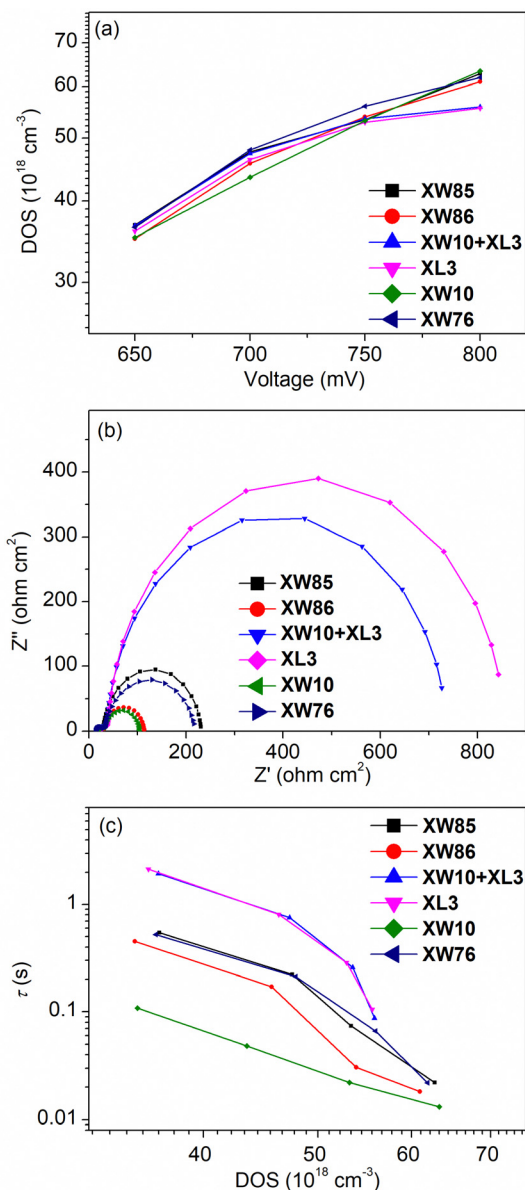 (a)
70
60
50
40
30
DOS (10¹⁸ cm⁻³)
XW85
XW86
XW10+XL3
XL3
XW10
XW76
650 700 750 800
Voltage (mV)
(b)
400
300
200
100
0
Z'' (ohm cm²)
XW85
XW86
XW10+XL3
XL3
XW10
XW76
0 200 400 600 800
Z' (ohm cm²)
(c)
1
0.1
0.01
τ (s)
XW85
XW86
XW10+XL3
XL3
XW10
XW76
40 50 60 70
DOS (10¹⁸ cm⁻³)